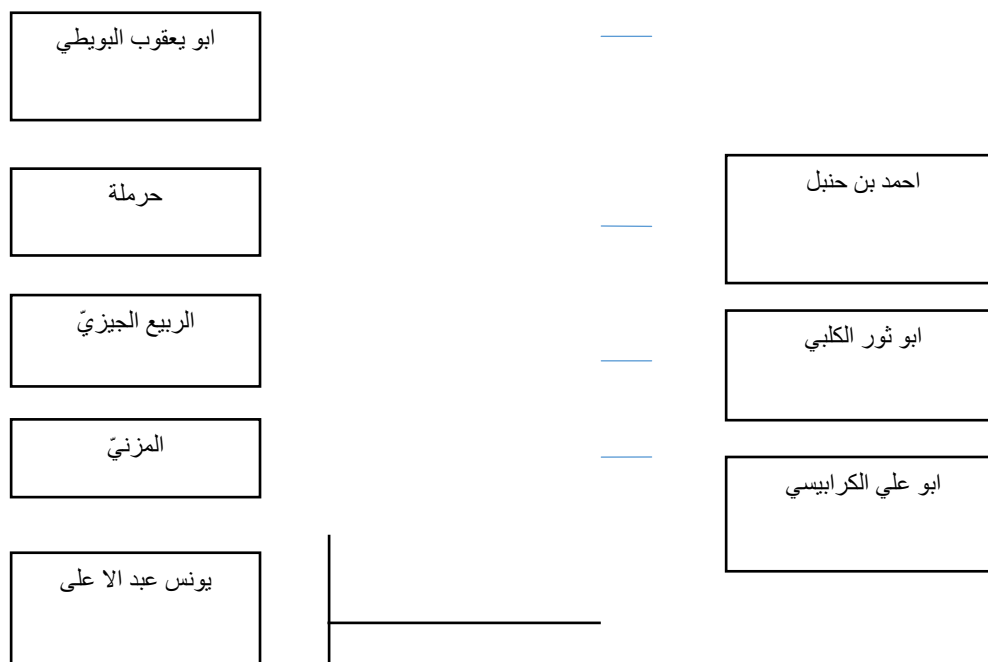 احمد بن حنبل
ابو ثور الكلبي
ابو علي الكرابيسي
ابو يعقوب البويطي
حرملة
الربيع الجيزيّ
المزنيّ
يونس عبد الا على